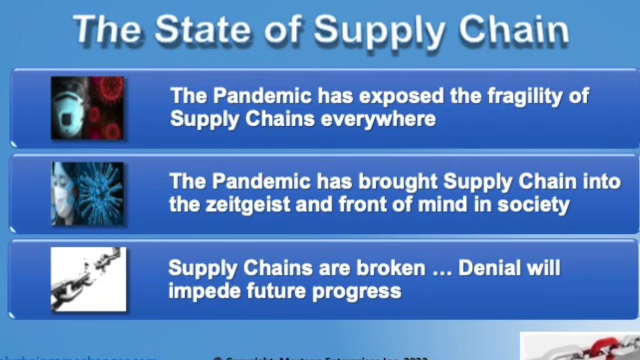 The State of Supply Chain
The Pandemic has exposed the fragility of
Supply Chains everywhere
The Pandemic has brought Supply Chain into
the zeitgeist and front of mind in society
Supply Chains are broken ... Denial will
impede future progress